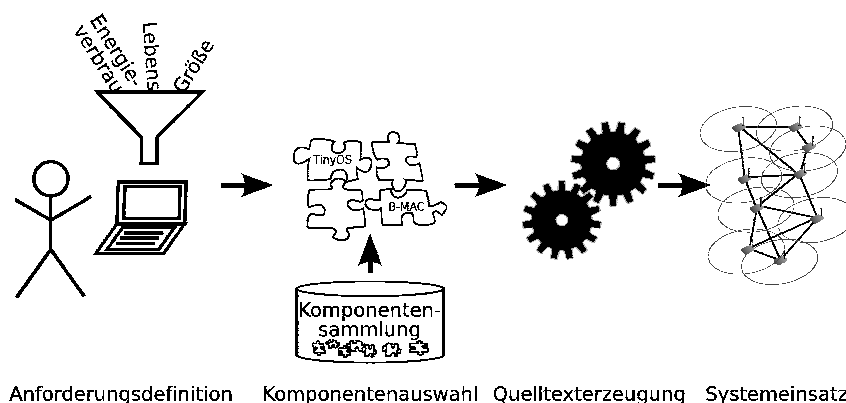 Energie-
verbrau
Lebens
Größe
TinyOS
B-MAC
Komponenten-
sammlung
Anforderungsdefinition
Komponentenauswahl
Quelltexterzeugung
Systemeinsatz